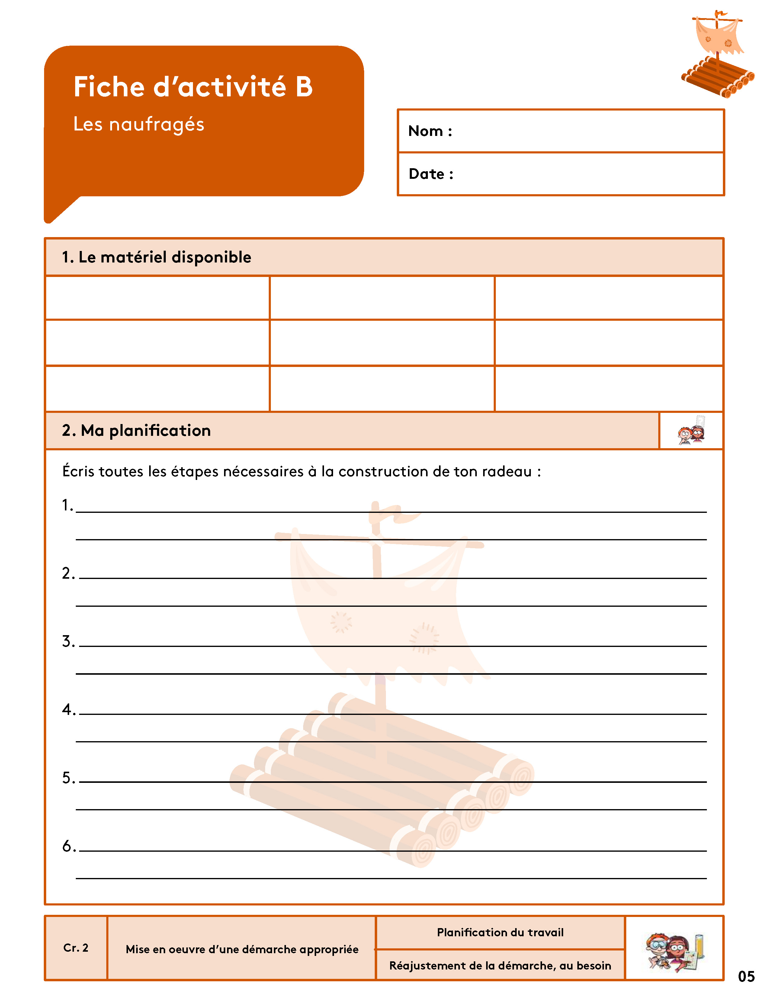 Fiche d’activité B
Les naufragés
Nom :
Date :
1. Le matériel disponible
2. Ma planification
Écris toutes les étapes nécessaires à la construction de ton radeau :
1.
2.
3.
4.
5.
6.
Cr. 2
Mise en oeuvre d’une démarche appropriée
Planification du travail
Réajustement de la démarche, au besoin
05